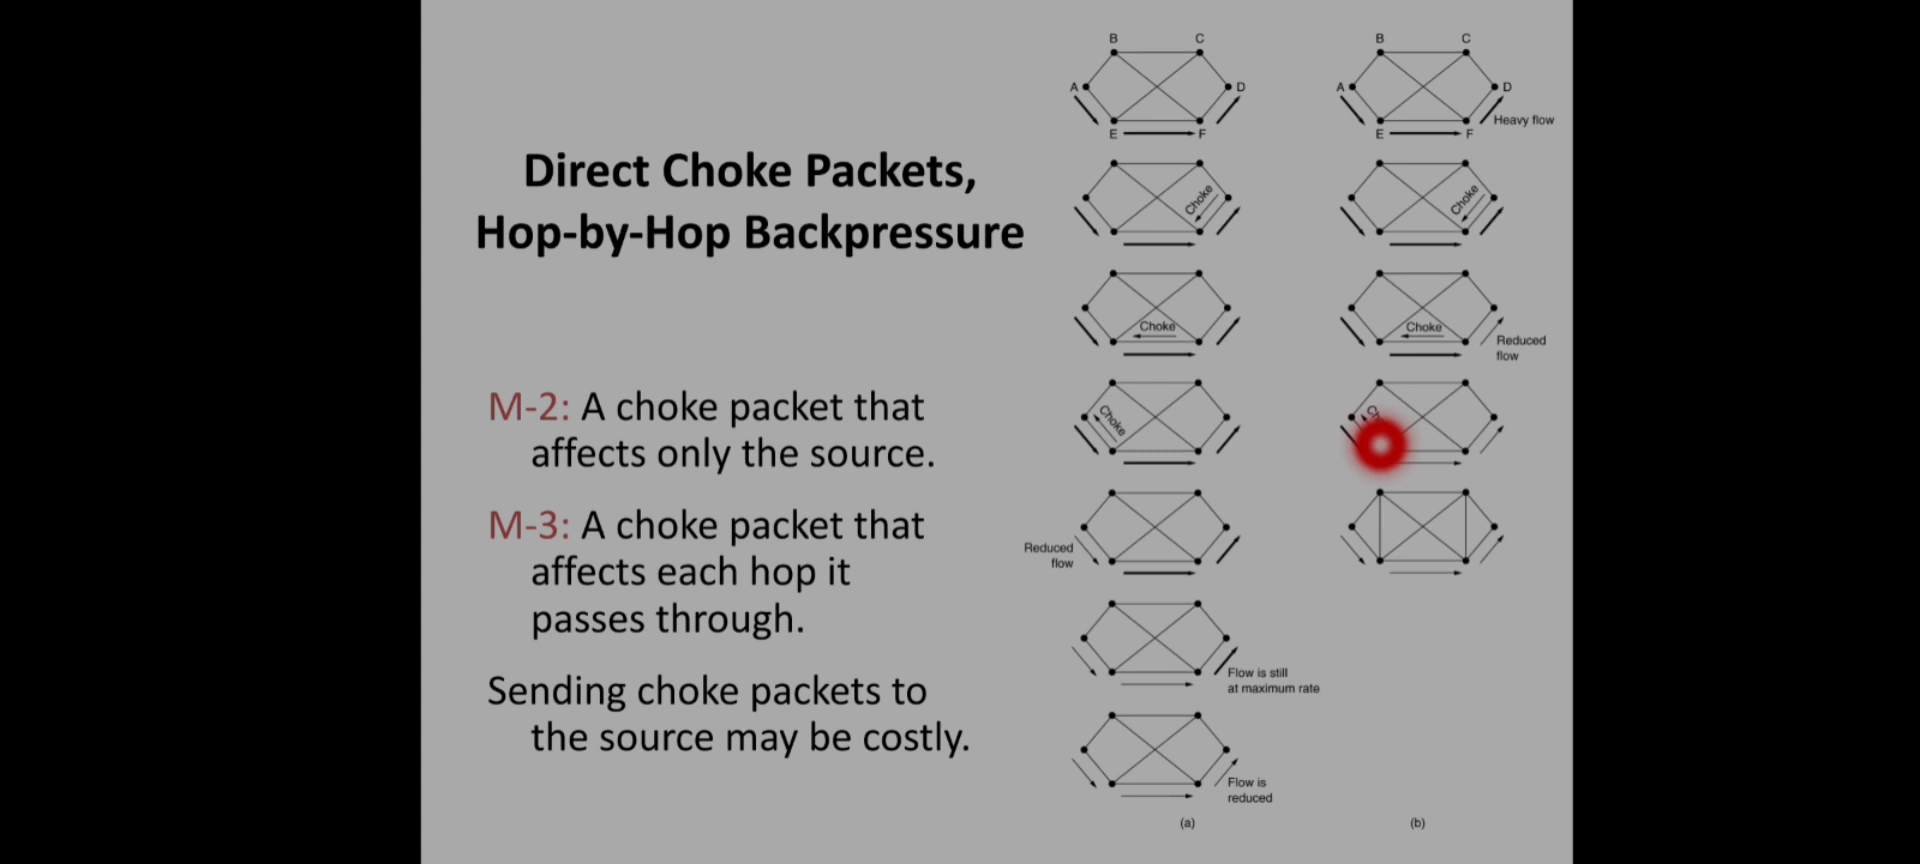 Direct Choke Packets,
Hop-by-Hop Backpressure
M-2: A choke packet that
affects only the source.
M-3: A choke packet that
affects each hop it
passes through.
Sending choke packets to
the source may be costly.
B C
A D
E F
Choke
Choke
Choke
Reduced
flow
Flow is still
at maximum rate
Flow is
reduced
(a)
B C
A D
Heavy flow
E F
Choke
Choke
Reduced
flow
(b)